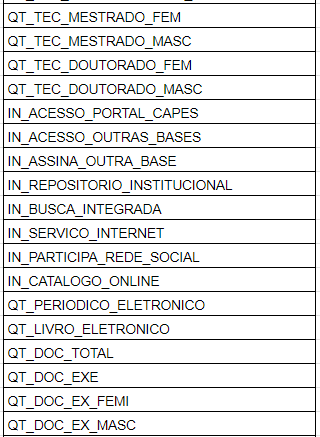 QT_TEC_MESTRADO_FEM
QT_TEC_MESTRADO_MASC
QT_TEC_DOUTORADO_FEM
QT_TEC_DOUTORADO_MASC
IN_ACESSO_PORTAL_CAPES
IN_ACESSO_OUTRAS_BASES
IN_ASSINA_OUTRA_BASE
IN_REPOSITORIO_INSTITUCIONAL
IN_BUSCA_INTEGRADA
IN_SERVICO_INTERNET
IN_PARTICIPA_REDE_SOCIAL
IN_CATALOGO_ONLINE
QT_PERIODICO_ELETRONICO
QT_LIVRO_ELETRONICO
QT_DOC_TOTAL
QT_DOC_EXE
QT_DOC_EX_FEMI
QT_DOC_EX_MASC